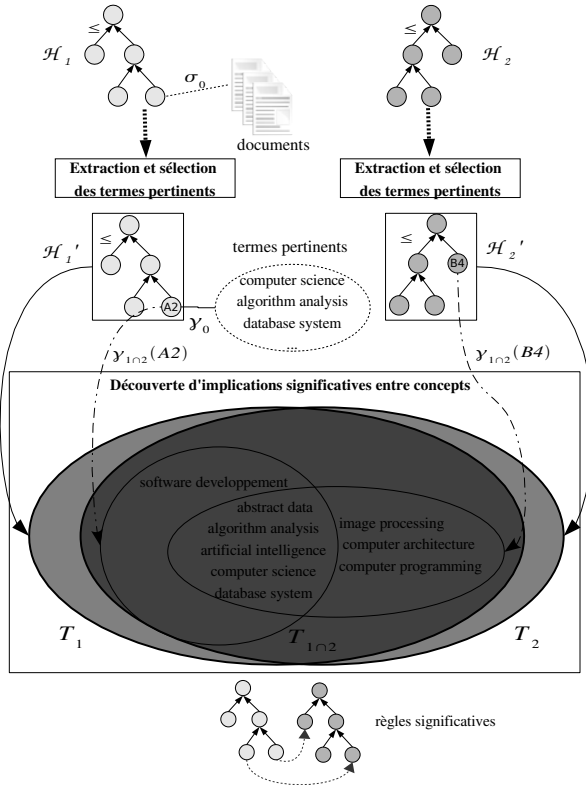 ≤
ℋ₁
σ₀
documents
≤
ℋ₂
Extraction et sélection
des termes pertinents
Extraction et sélection
des termes pertinents
≤
ℋ₁'
A2
γ₀
termes pertinents
computer science
algorithm analysis
database system
...
≤
B4
ℋ₂'
γ₁∩₂(A2)
γ₁∩₂(B4)
Découverte d'implications significatives entre concepts
software developpement
abstract data
algorithm analysis
artificial intelligence
computer science
database system
image processing
computer architecture
computer programming
T₁
T₁∩₂
T₂
règles significatives